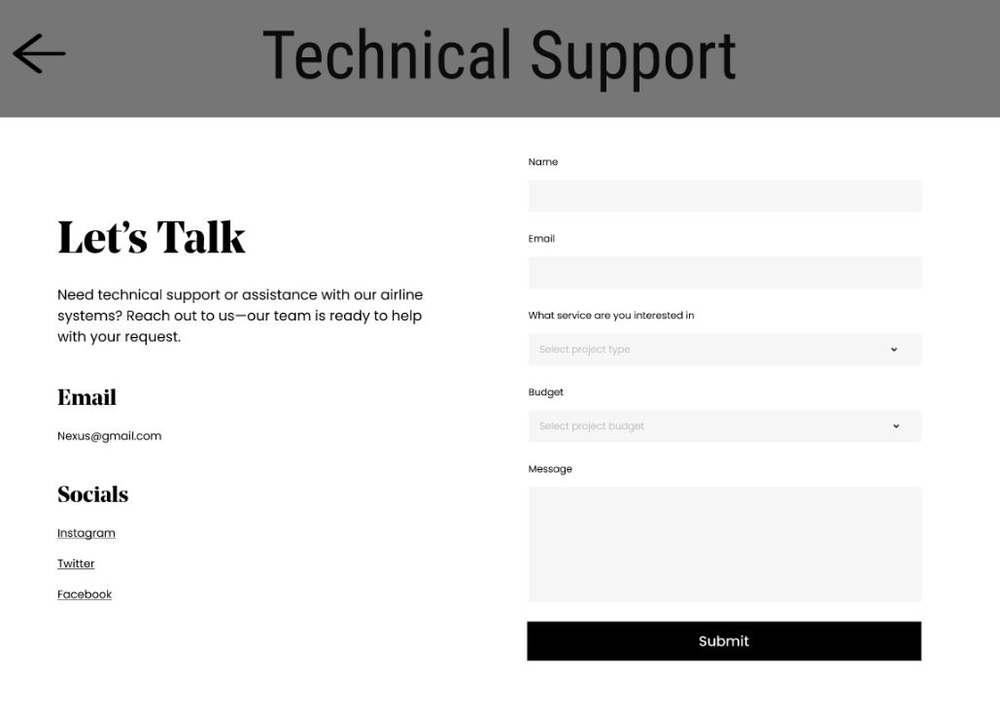 Technical Support
Let's Talk
Need technical support or assistance with our airline
systems? Reach out to us—our team is ready to help
with your request.
Email
Nexus@gmail.com
Socials
Instagram
Twitter
Facebook
Name
Email
What service are you interested in
Select project type
Budget
Select project budget
Message
Submit